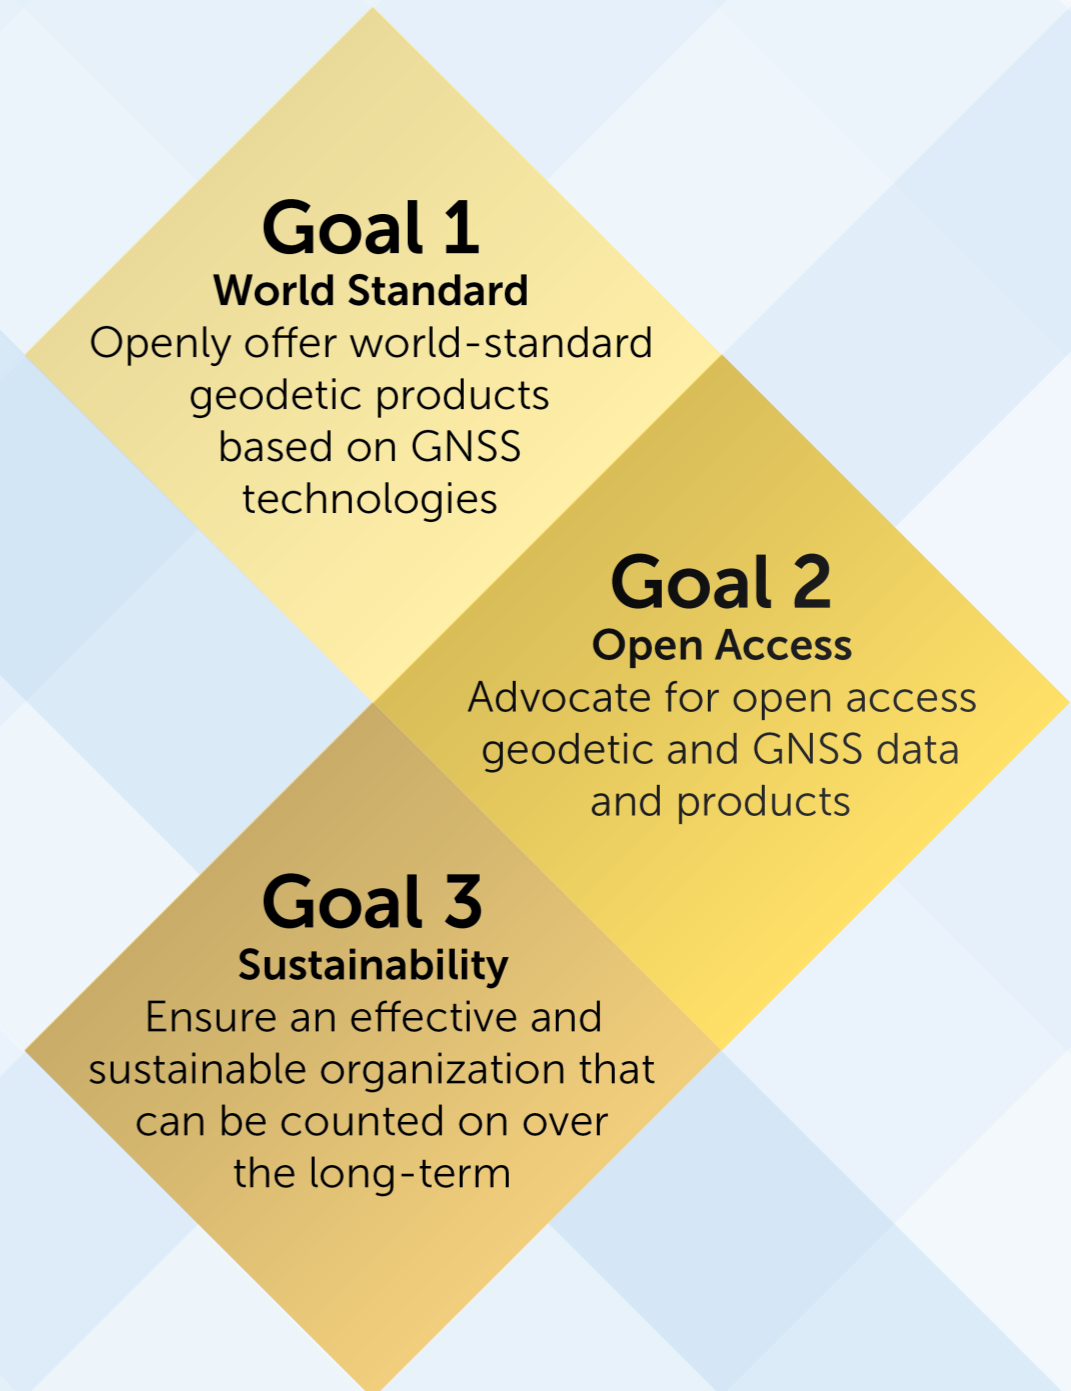 Goal 1
World Standard
Openly offer world-standard
geodetic products
based on GNSS
technologies
Goal 2
Open Access
Advocate for open access
geodetic and GNSS data
and products
Goal 3
Sustainability
Ensure an effective and
sustainable organization that
can be counted on over
the long-term